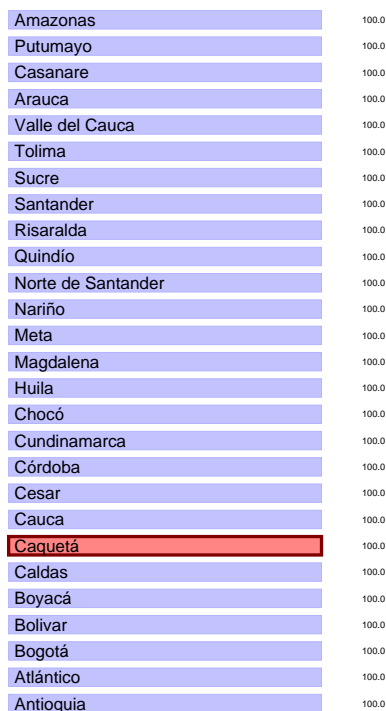 Amazonas 100.0
Putumayo 100.0
Casanare 100.0
Arauca 100.0
Valle del Cauca 100.0
Tolima 100.0
Sucre 100.0
Santander 100.0
Risaralda 100.0
Quindío 100.0
Norte de Santander 100.0
Nariño 100.0
Meta 100.0
Magdalena 100.0
Huila 100.0
Chocó 100.0
Cundinamarca 100.0
Córdoba 100.0
Cesar 100.0
Cauca 100.0
Caquetá 100.0
Caldas 100.0
Boyacá 100.0
Bolivar 100.0
Bogotá 100.0
Atlántico 100.0
Antioquia 100.0